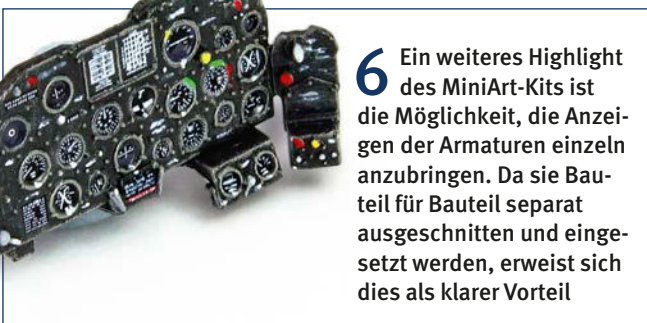 6 Ein weiteres Highlight
des MiniArt-Kits ist
die Möglichkeit, die Anzei-
gen der Armaturen einzeln
anzubringen. Da sie Bau-
teil für Bauteil separat
ausgeschnitten und einge-
setzt werden, erweist sich
dies als klarer Vorteil